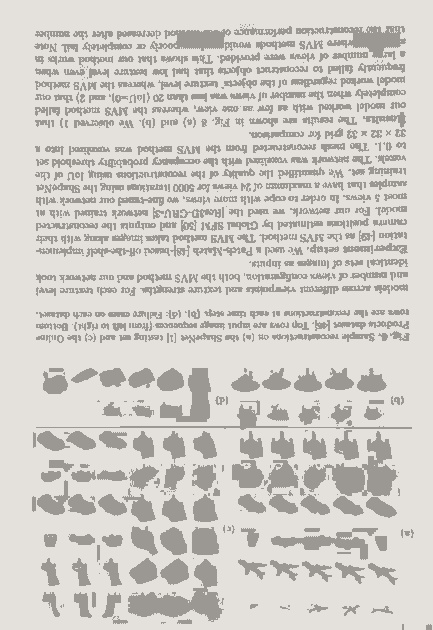 (a)
(c)
(b)
(d)
Fig. 6. Sample reconstructions on (a) the ShapeNet [1] testing set and (c) the Online
Products dataset [46]. Top rows are input image sequences (from left to right). Bottom
rows are the reconstructions at each time step. (b), (d): Failure cases on each dataset.
models across different viewpoints and texture strengths. For each texture level
and number of views configuration, both the MVS method and our network took
identical sets of images as inputs.
Experiment setup. We used a Patch-Match [49]-based off-the-shelf implemen-
tation [29] as the MVS method. The MVS method takes images along with their
camera positions estimated by Global SFM [50] and outputs the reconstructed
model. For our network, we used the [Res3D-GRU-3] network trained with at
most 5 views. In order to cope with more views, we fine-tuned our network with
samples that have a maximum of 24 views for 5000 iterations using the ShapeNet
training set. We quantified the quality of the reconstructions using IoU of the
voxels. The network was voxelized with the occupancy probability threshold set
to 0.1. The mesh reconstructed from the MVS method was voxelized into a
32 × 32 × 32 grid for comparison.
Results. The results are shown in Fig. 8 (a) and (b). We observed 1) that
our model worked with as few as one view, whereas the MVS method failed
completely when the number of views was less than 20 (IoU=0), and 2) that our
model worked regardless of the objects' texture level, whereas the MVS method
frequently failed to reconstruct objects that had low texture level even when
a large number of views were provided. This shows that our method works in
where MVS methods would poorly or completely fail. Note
that the reconstruction performance method decreased after the number